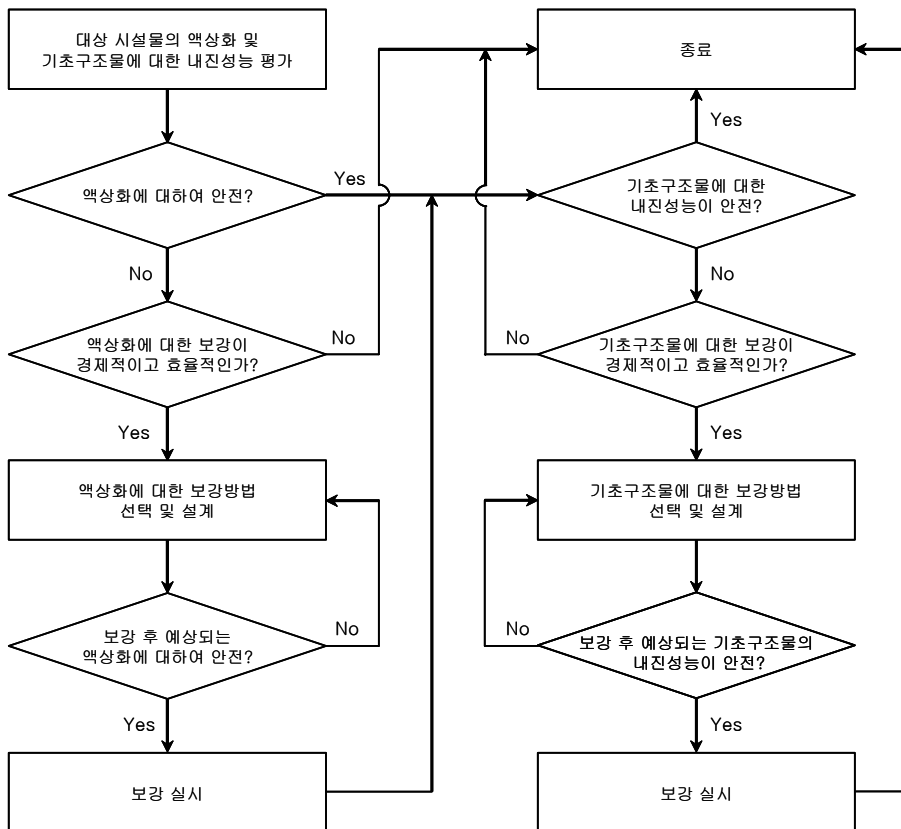 대상 시설물의 액상화 및
기초구조물에 대한 내진성능 평가
액상화에 대하여 안전?
Yes
No
액상화에 대한 보강이
경제적이고 효율적인가?
No
Yes
액상화에 대한 보강방법
선택 및 설계
보강 후 예상되는
액상화에 대하여 안전?
No
Yes
보강 실시
종료
Yes
기초구조물에 대한
내진성능이 안전?
No
기초구조물에 대한 보강이
경제적이고 효율적인가?
No
Yes
기초구조물에 대한 보강방법
선택 및 설계
보강 후 예상되는 기초구조물의
내진성능이 안전?
No
Yes
보강 실시